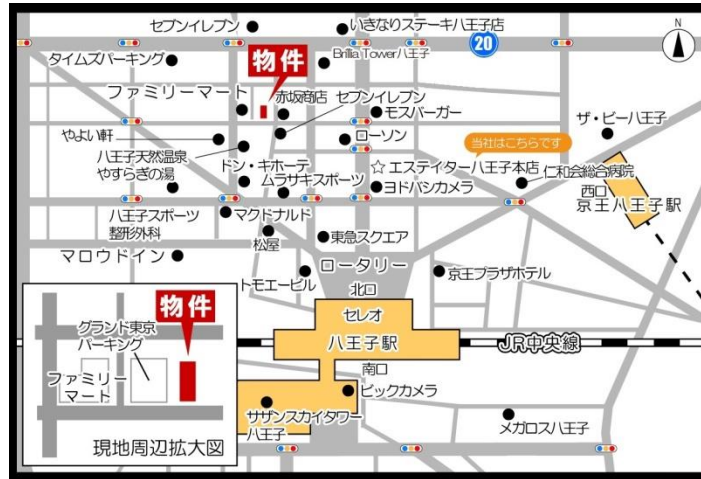 セブンイレブン
いきなりステーキ八王子店
20
N
タイムズパーキング
物件
Brillia Tower八王子
ファミリーマート
赤坂商店
セブンイレブン
モスバーガー
ザ・ビー八王子
やよい軒
ローソン
当社はこちらです
八王子天然温泉
やすらぎの湯
ドン・キホーテ
☆エステイター八王子本店
仁和会総合病院
ムラサキスポーツ
ヨドバシカメラ
西口
京王八王子駅
八王子スポーツ
整形外科
マクドナルド
松屋
東急スクエア
マロウドイン
ロータリー
トモエービル
北口
京王プラザホテル
セレオ
八王子駅
JR中央線
南口
ビックカメラ
サザンスカイタワー
八王子
メガロス八王子
物件
グランド東京
パーキング
ファミリー
マート
現地周辺拡大図